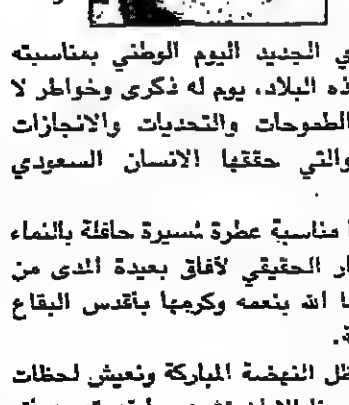 ي الجديد اليوم الوطني بمناسبته
ذه البلاد، يوم له ذكرى وخواطر لا
الطموحات والتحديات والانجازات
والتي حققها الانسان السعودي
ا مناسبة عطرة لمسيرة حافلة بالنماء
ار الحقيقي لآفاق بعيدة المدى من
ا الله بنعمه وكرمها بأقدس البقاع
ة.
ظل النهضة المباركة ونعيش لحظات